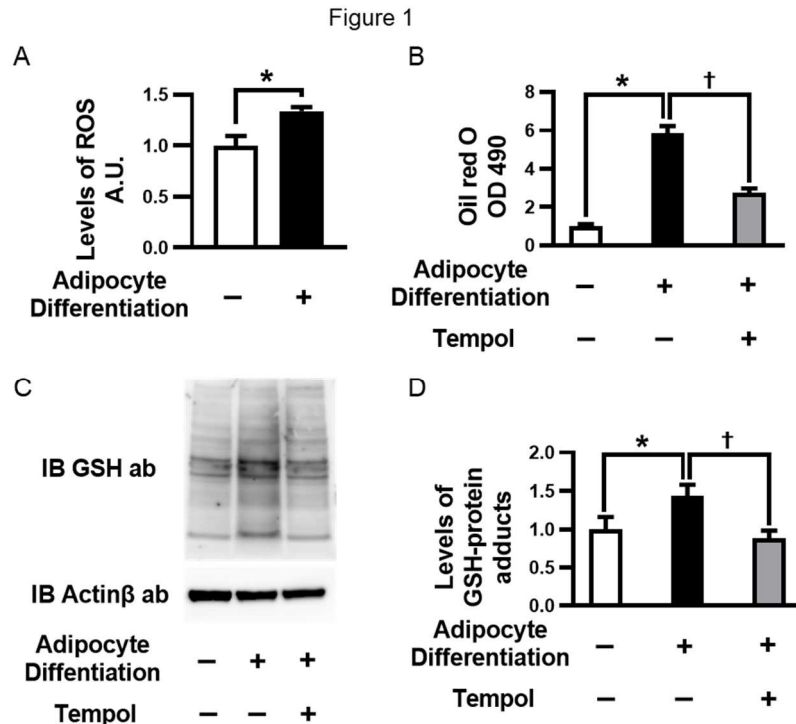 Figure 1
A
*
Levels of ROS
A.U.
1.5
1.0
0.5
0.0
Adipocyte
Differentiation
− +
B
* †
Oil red O
OD 490
8
6
4
2
0
Adipocyte
Differentiation
− + +
Tempol
− − +
C
IB GSH ab
IB Actinβ ab
Adipocyte
Diffentiation
− + +
Tempol
− − +
D
* †
Levels of
GSH-protein
adducts
2.0
1.5
1.0
0.5
0.0
Adipocyte
Differentiation
− + +
Tempol
− − +